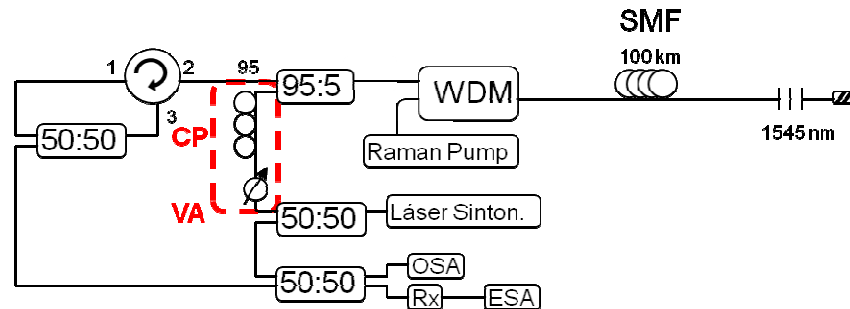 SMF
100 km
1
2
95
95:5
WDM
3
50:50
CP
1545 nm
Raman Pump
VA
50:50
Láser Sinton.
50:50
OSA
Rx
ESA